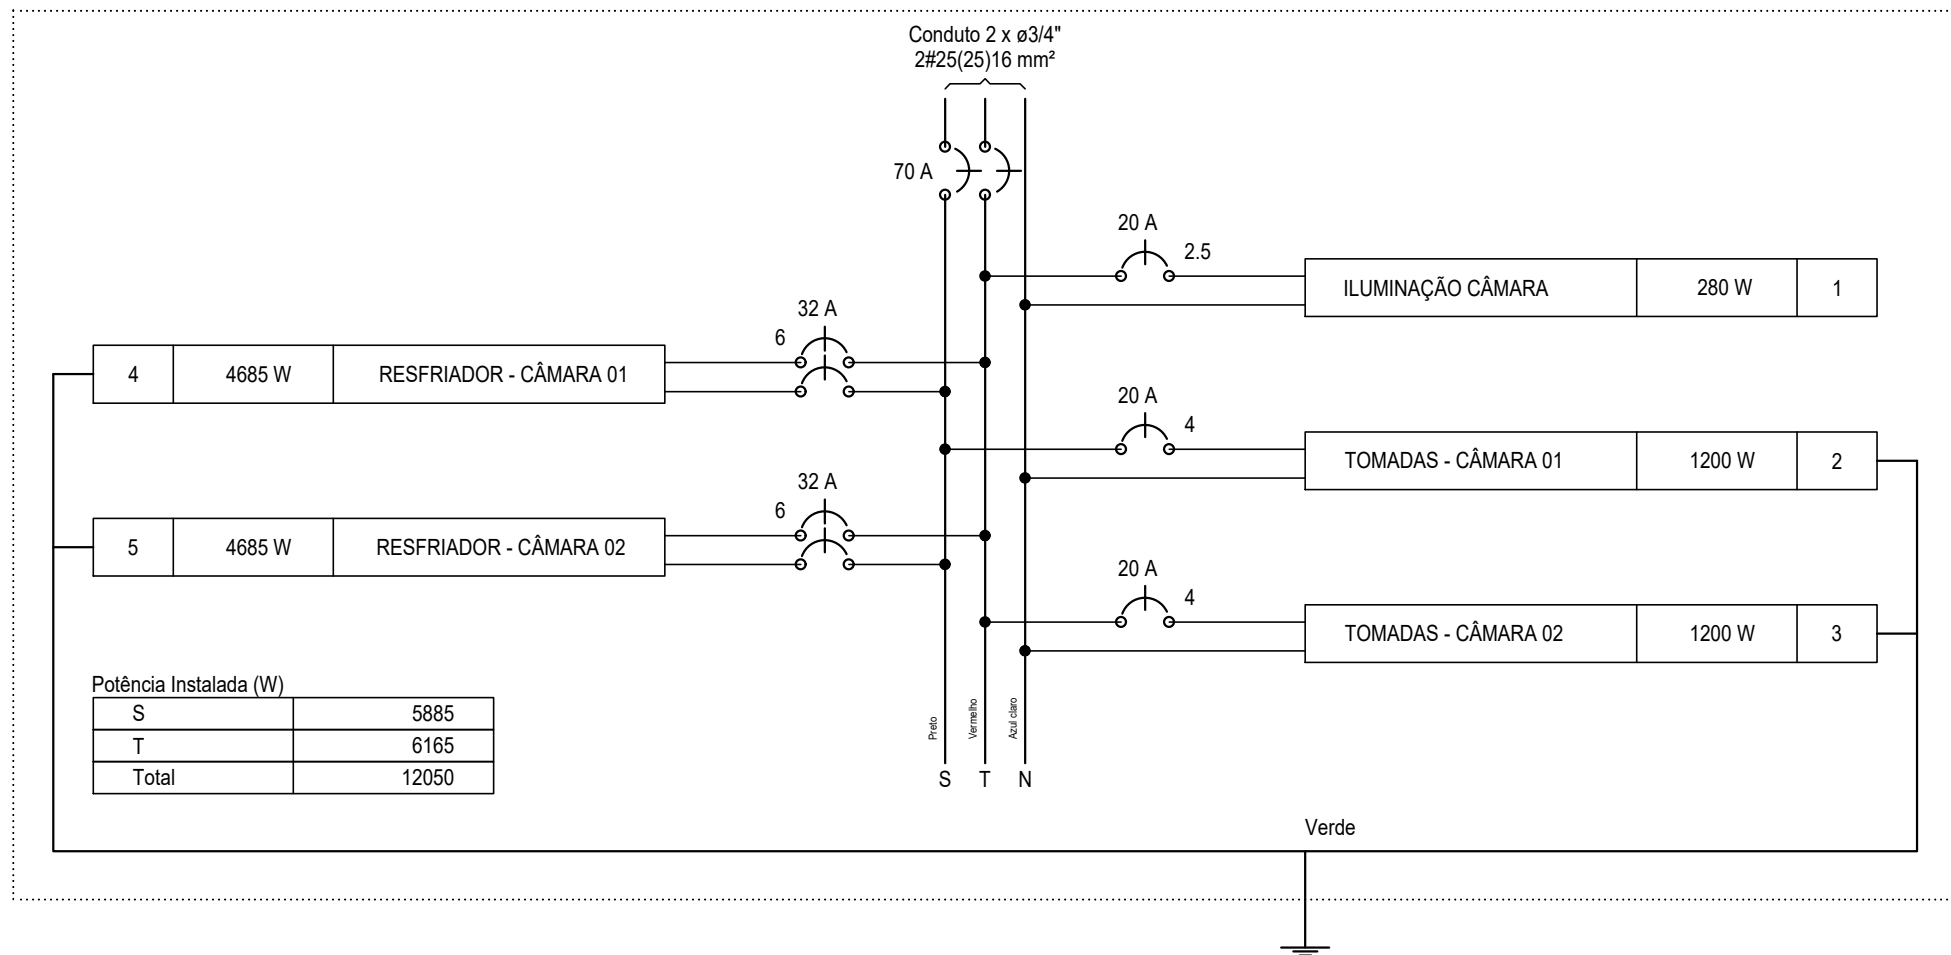 Conduto 2 x ø3/4"
2#25(25)16 mm²
70 A
20 A
2.5
ILUMINAÇÃO CÂMARA 280 W 1
32 A
6
4 4685 W RESFRIADOR - CÂMARA 01
20 A
4
TOMADAS - CÂMARA 01 1200 W 2
32 A
6
5 4685 W RESFRIADOR - CÂMARA 02
20 A
4
TOMADAS - CÂMARA 02 1200 W 3
Potência Instalada (W)
S 5885
T 6165
Total 12050
Preto
Vermelho
Azul claro
S T N
Verde